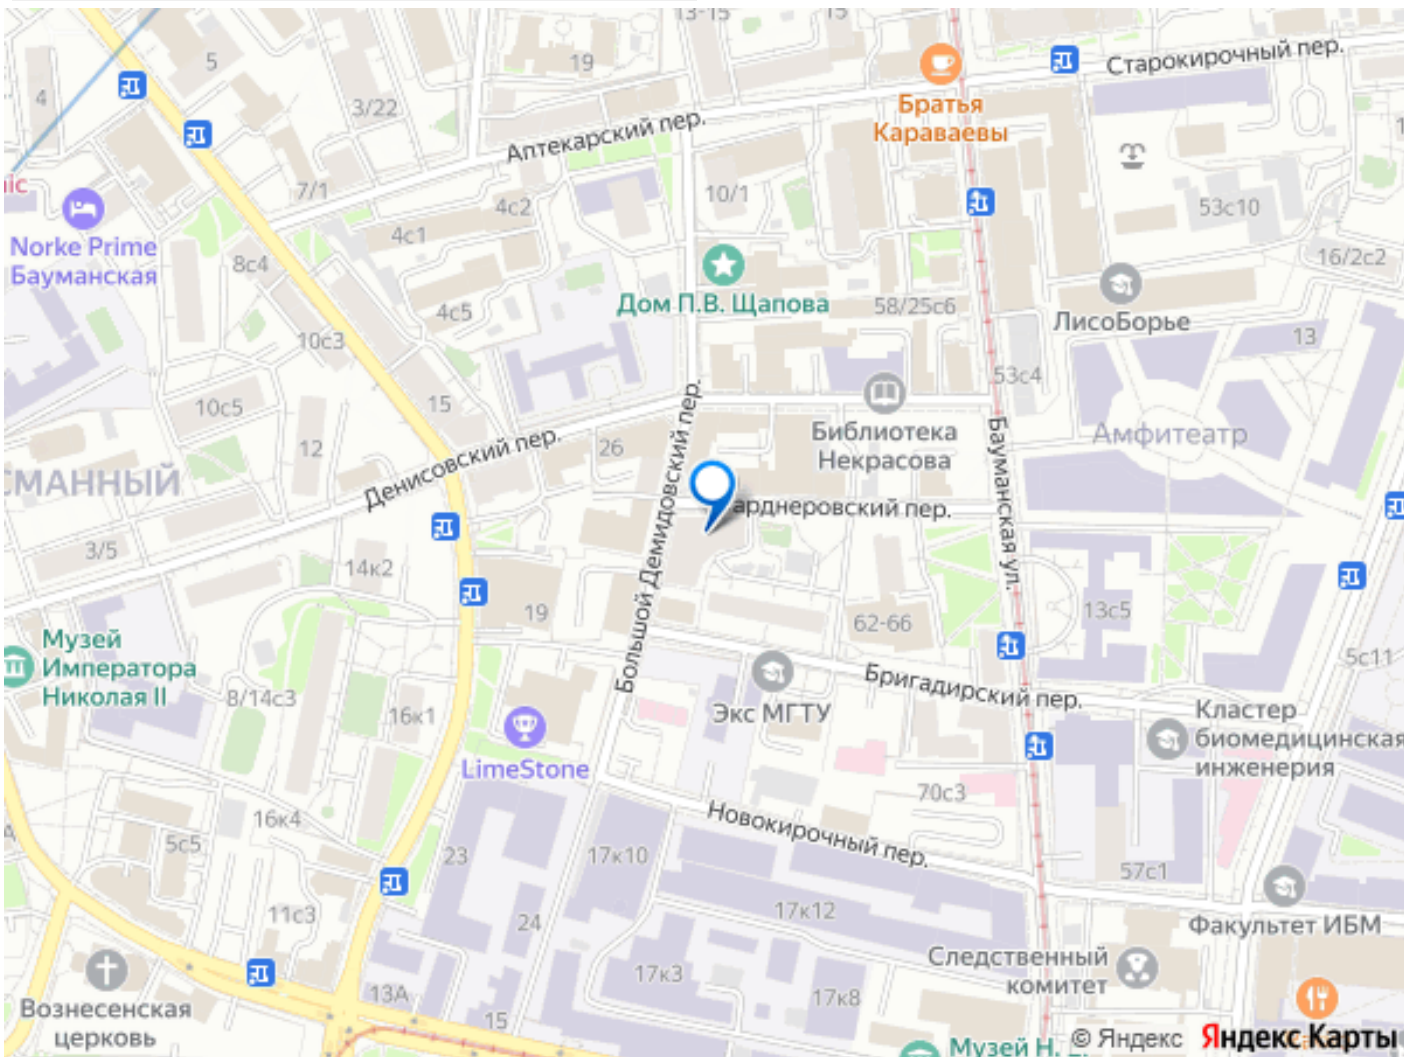 13-15
15
5
19
Старокирочный пер.
4
3/22
Братья
Караваевы
Аптекарский пер.
7/1
10/1
4с2
53с10
4с1
Norke Prime
Бауманская
8с4
16/2с2
Дом П.В. Щапова
58/25с6
4с5
ЛисоБорье
10с3
13
53с4
10с5
15
Большой Демидовский пер.
Бауманская ул.
Библиотека
Некрасова
Амфитеатр
12
26
Денисовский пер.
СМАННЫЙ
арднеровский пер.
3/5
14к2
19
62-66
13с5
Музей
Императора
Николая II
8/14с3
16к1
5с11
Бригадирский пер.
Экс МГТУ
Кластер
биомедицинская
инженерия
LimeStone
70с3
16к4
Новокирочный пер.
5с5
23
17к10
57с1
11с3
24
17к12
Факультет ИБМ
Следственный
комитет
17к3
13А
17к8
15
Вознесенская
церковь
Музей Н. Е.
© Яндекс Яндекс Карты